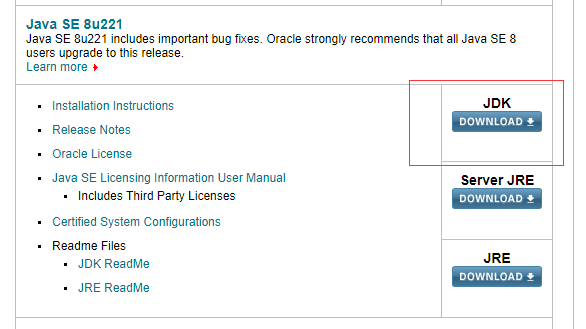 Java SE 8u221
Java SE 8u221 includes important bug fixes. Oracle strongly recommends that all Java SE 8
users upgrade to this release.
Learn more
Installation Instructions
Release Notes
Oracle License
Java SE Licensing Information User Manual
Includes Third Party Licenses
Certified System Configurations
Readme Files
JDK ReadMe
JRE ReadMe
JDK
DOWNLOAD
Server JRE
DOWNLOAD
JRE
DOWNLOAD